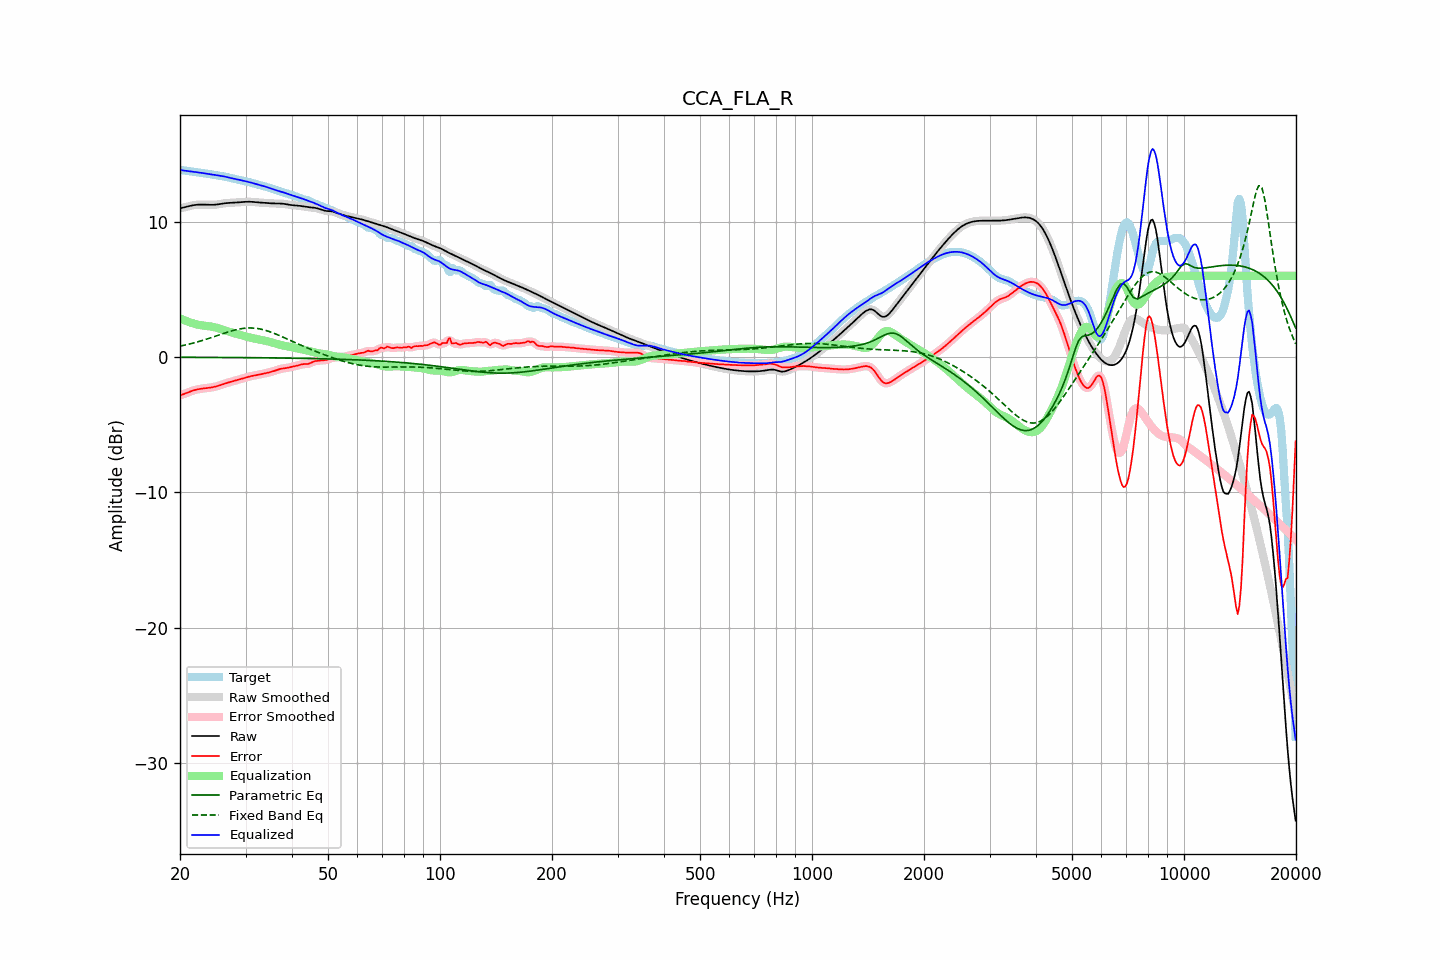 CCA_FLA_R
Amplitude (dBr)
10
0
−10
−20
−30
Target
Raw Smoothed
Error Smoothed
Raw
Error
Equalization
Parametric Eq
Fixed Band Eq
Equalized
20 50 100 200 500 1000 2000 5000 10000 20000
Frequency (Hz)